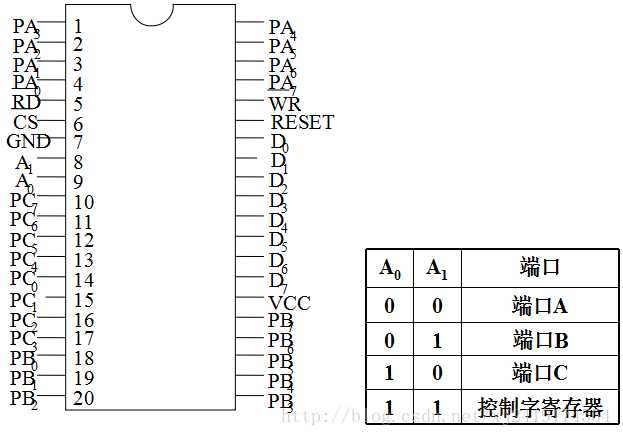 PA3 1 PA4
PA2 2 PA5
PA1 3 PA6
PA0 4 PA7
RD 5 WR
CS 6 RESET
GND 7 D0
A1 8 D1
A0 9 D2
PC7 10 D3
PC6 11 D4
PC5 12 D5
PC4 13 D6
PC0 14 D7
PC1 15 VCC
PC2 16 PB7
PC3 17 PB6
PB0 18 PB5
PB1 19 PB4
PB2 20 PB3
A0 A1 端口
0 0 端口A
0 1 端口B
1 0 端口C
1 1 控制字寄存器